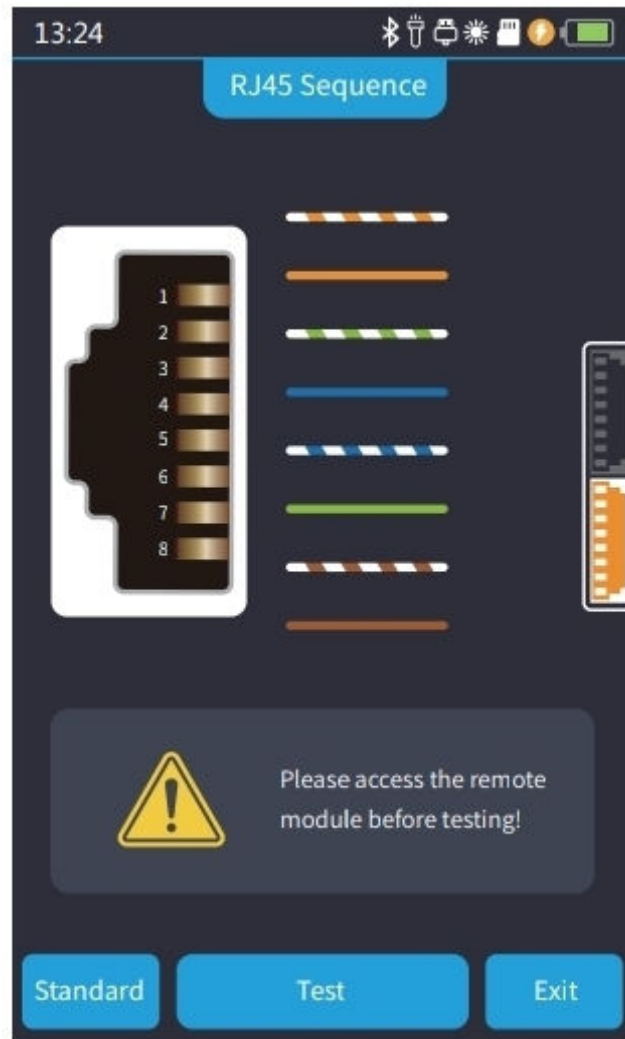 13:24
RJ45 Sequence
1
2
3
4
5
6
7
8
Please access the remote
module before testing!
Standard
Test
Exit